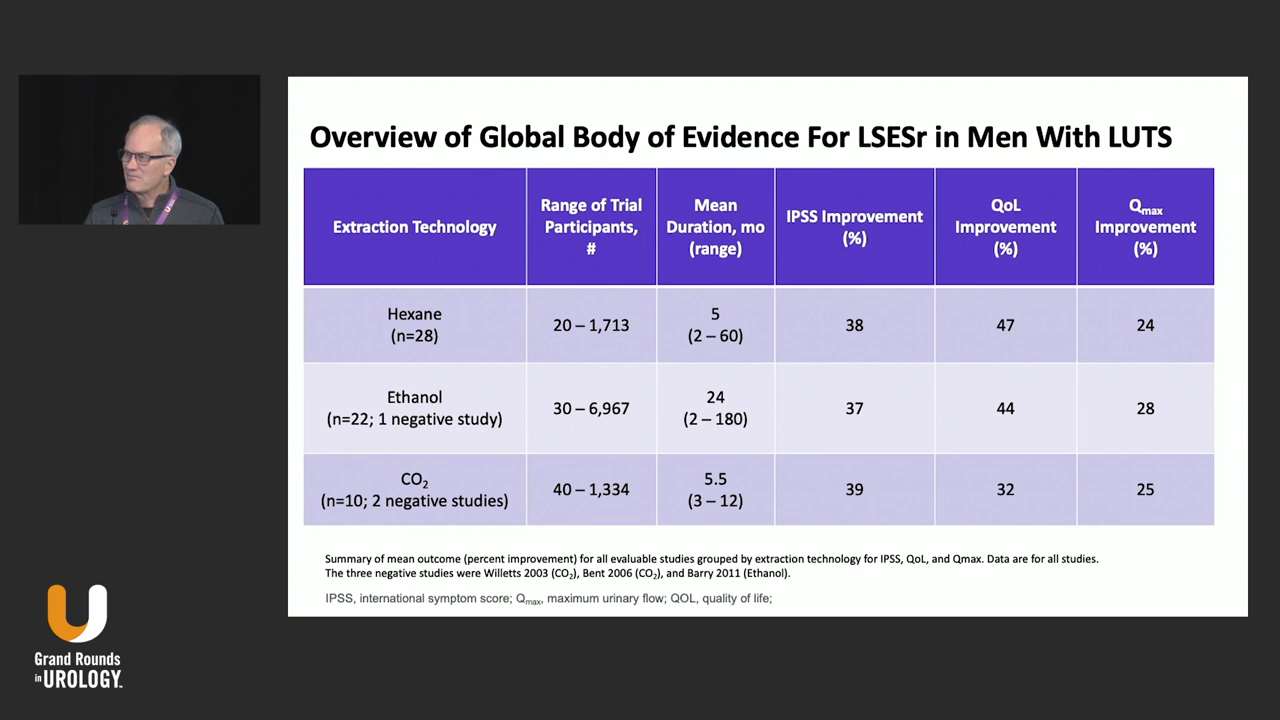 Overview of Global Body of Evidence For LSESr in Men With LUTS
Extraction Technology
Range of Trial
Participants,
#
Mean
Duration, mo
(range)
IPSS Improvement
(%)
QoL
Improvement
(%)
Qmax
Improvement
(%)
Hexane
(n=28)
20 – 1,713
5
(2 – 60)
38
47
24
Ethanol
(n=22; 1 negative study)
30 – 6,967
24
(2 – 180)
37
44
28
CO2
(n=10; 2 negative studies)
40 – 1,334
5.5
(3 – 12)
39
32
25
Summary of mean outcome (percent improvement) for all evaluable studies grouped by extraction technology for IPSS, QoL, and Qmax. Data are for all studies.
The three negative studies were Willetts 2003 (CO2), Bent 2006 (CO2), and Barry 2011 (Ethanol).
IPSS, international symptom score; Qmax, maximum urinary flow; QOL, quality of life;
Grand Rounds
in UROLOGY™